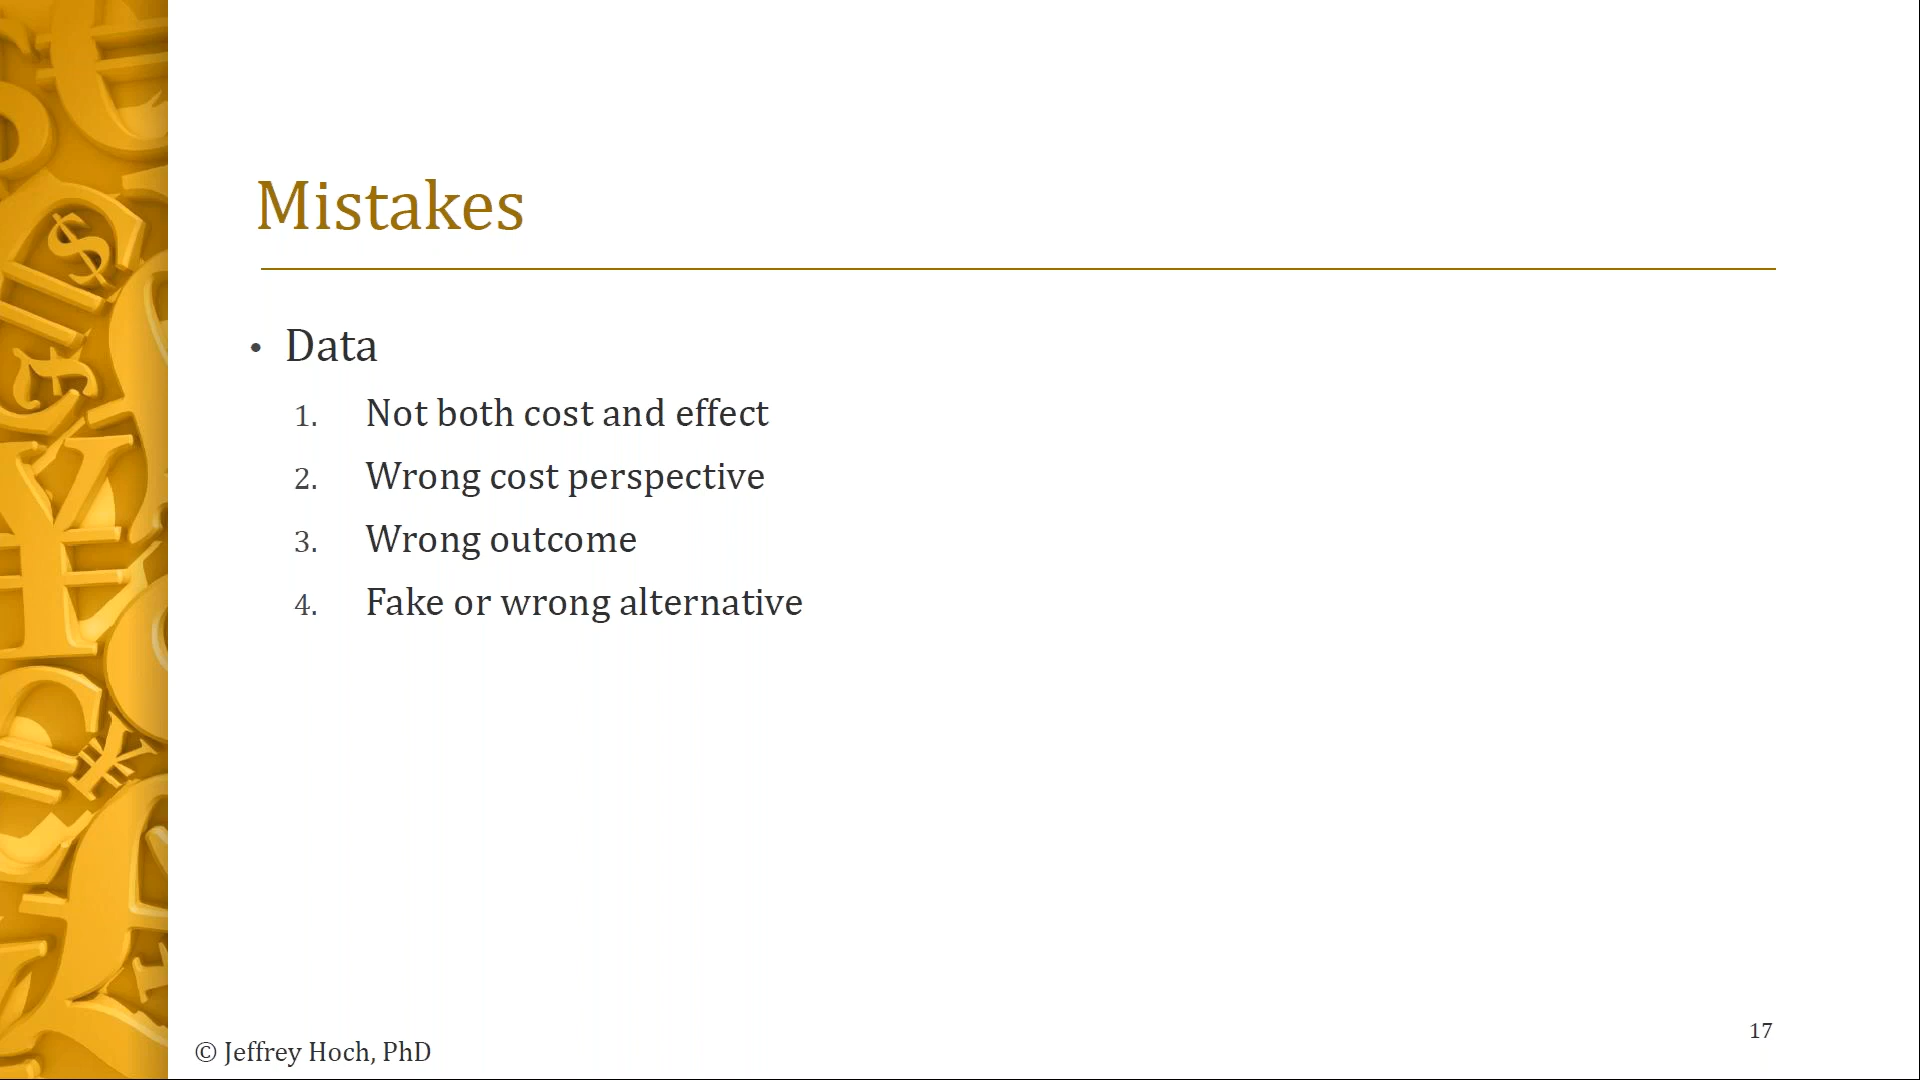 Mistakes
• Data
1. Not both cost and effect
2. Wrong cost perspective
3. Wrong outcome
4. Fake or wrong alternative
17
© Jeffrey Hoch, PhD